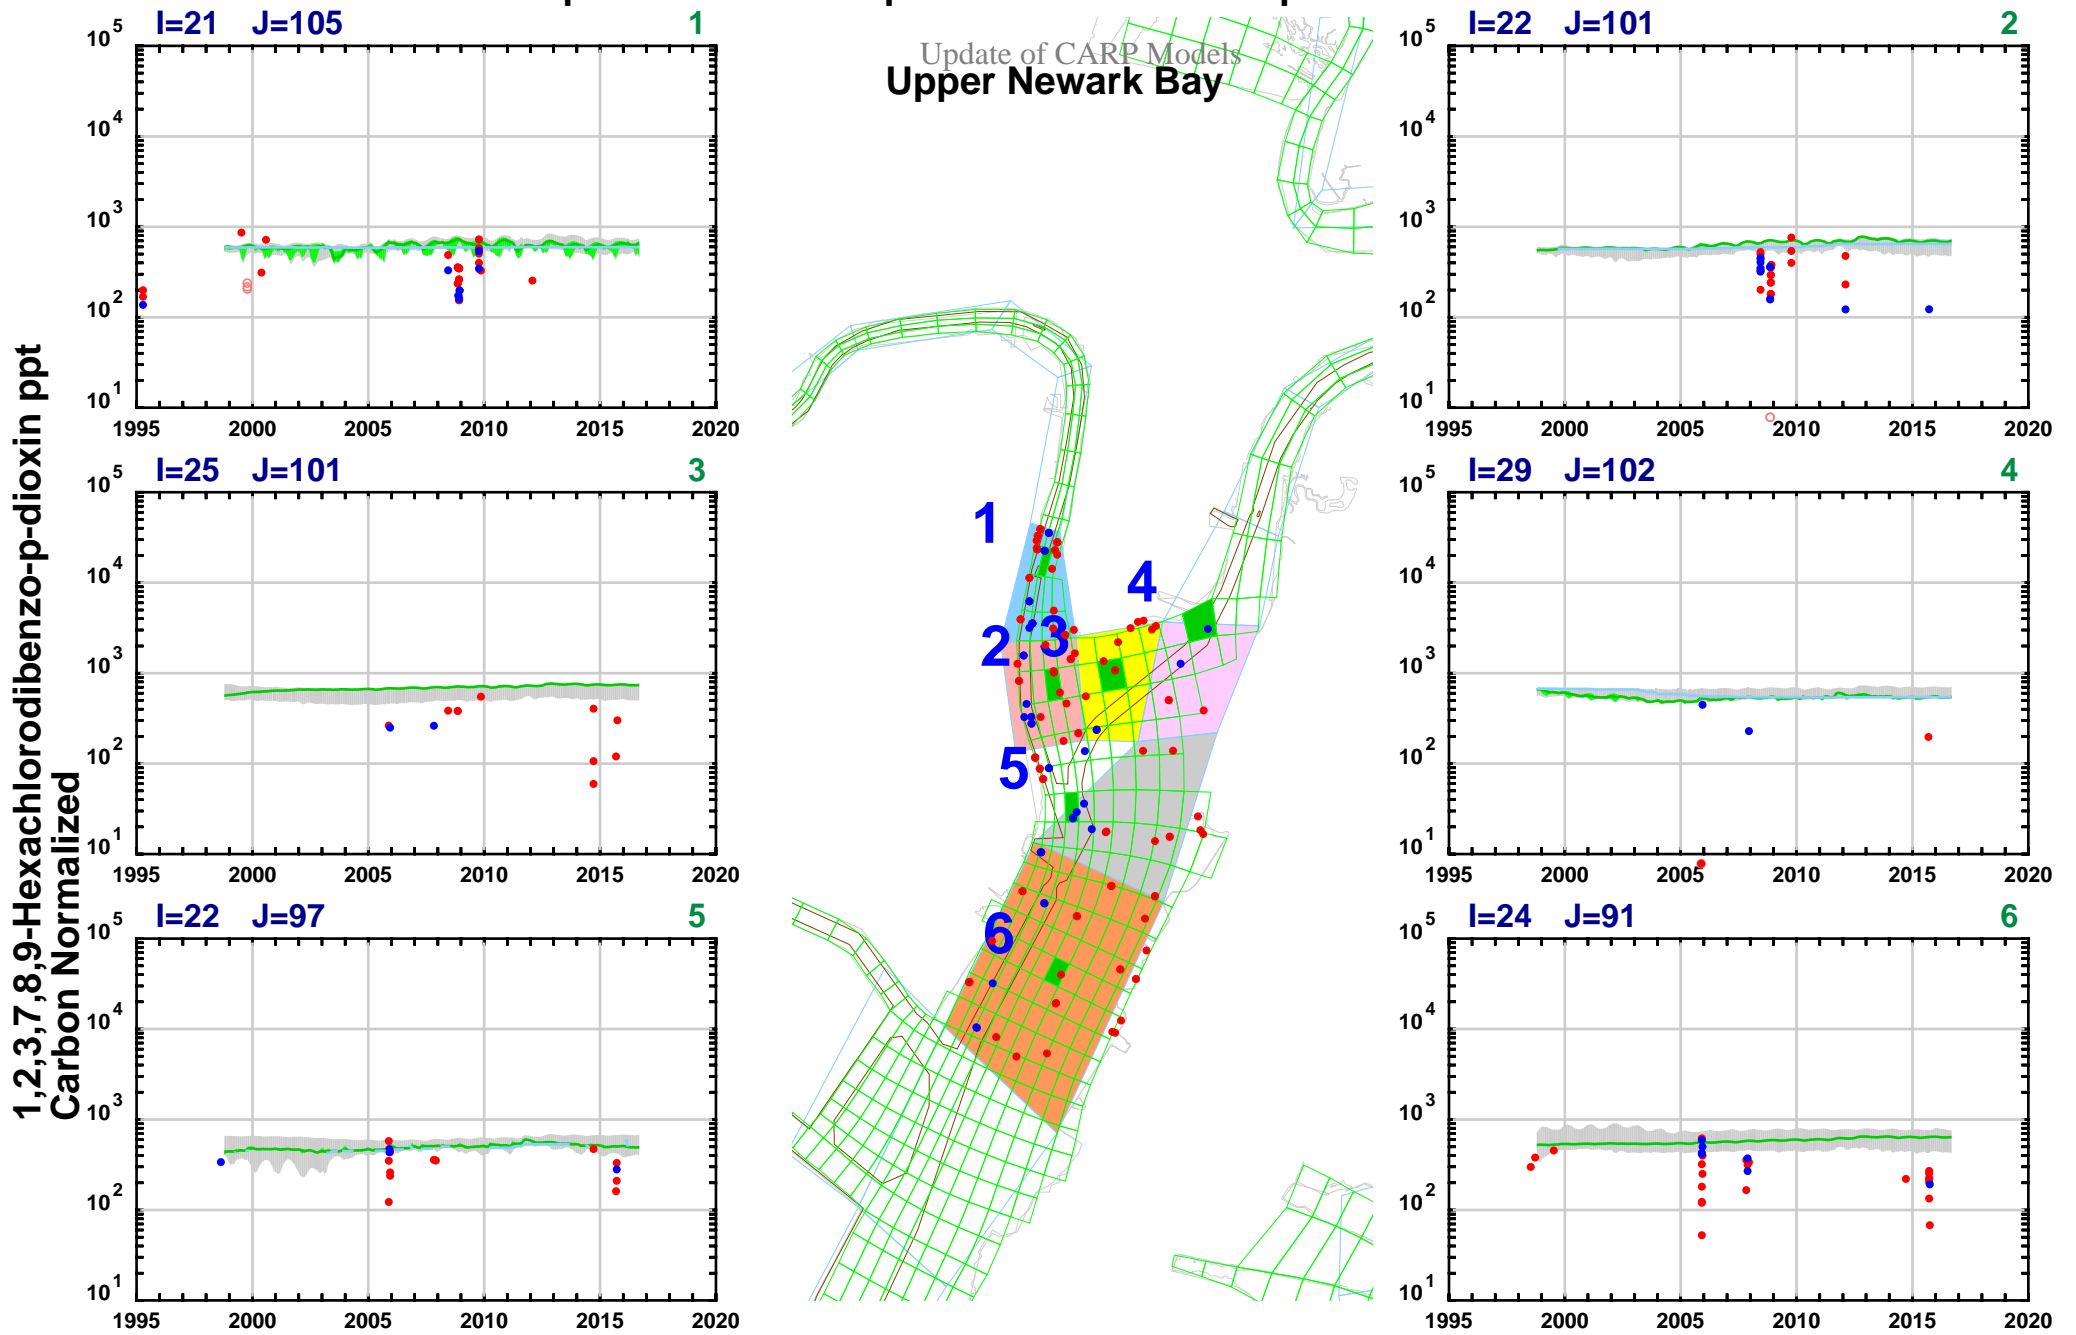 Update of CARP Models
Upper Newark Bay
1,2,3,7,8,9-Hexachlorodibenzo-p-dioxin ppt
Carbon Normalized
I=21 J=105 1
10^5
10^4
10^3
10^2
10^1
1995 2000 2005 2010 2015 2020
I=22 J=101 2
10^5
10^4
10^3
10^2
10^1
1995 2000 2005 2010 2015 2020
I=25 J=101 3
10^5
10^4
10^3
10^2
10^1
1995 2000 2005 2010 2015 2020
I=29 J=102 4
10^5
10^4
10^3
10^2
10^1
1995 2000 2005 2010 2015 2020
I=22 J=97 5
10^5
10^4
10^3
10^2
10^1
1995 2000 2005 2010 2015 2020
I=24 J=91 6
10^5
10^4
10^3
10^2
10^1
1995 2000 2005 2010 2015 2020
1
4
2 3
5
6